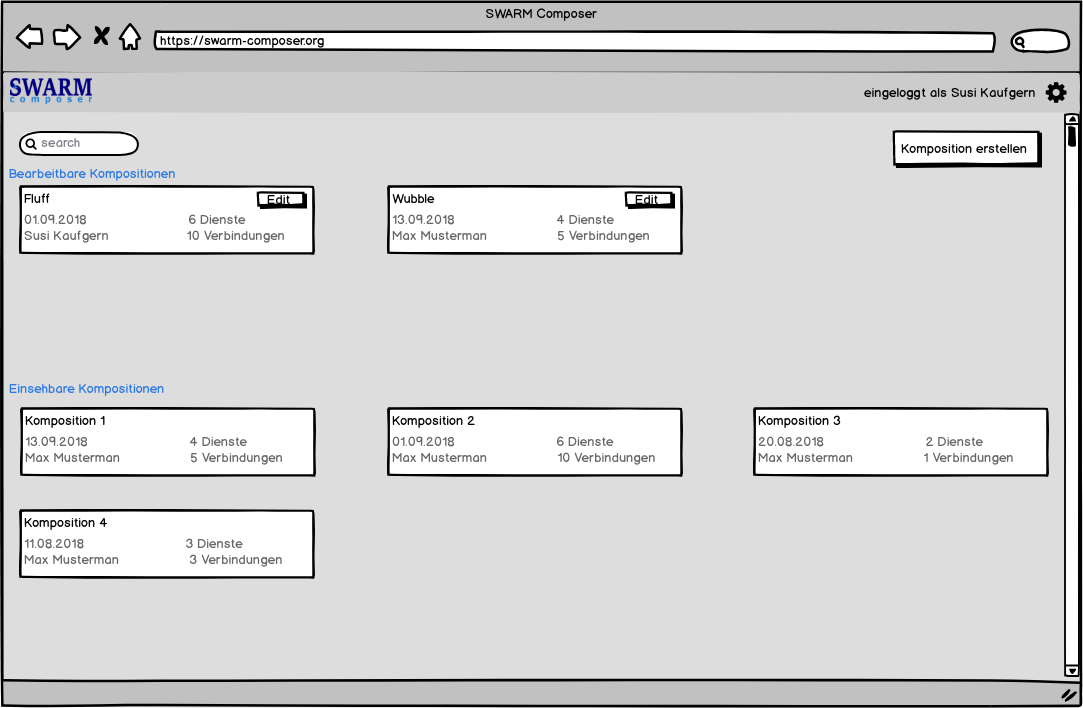 SWARM Composer
https://swarm-composer.org
SWARM
composer
eingeloggt als Susi Kaufgern
search
Komposition erstellen
Bearbeitbare Kompositionen
Fluff Edit
01.09.2018 6 Dienste
Susi Kaufgern 10 Verbindungen
Wubble Edit
13.09.2018 4 Dienste
Max Musterman 5 Verbindungen
Einsehbare Kompositionen
Komposition 1
13.09.2018 4 Dienste
Max Musterman 5 Verbindungen
Komposition 2
01.09.2018 6 Dienste
Max Musterman 10 Verbindungen
Komposition 3
20.08.2018 2 Dienste
Max Musterman 1 Verbindungen
Komposition 4
11.08.2018 3 Dienste
Max Musterman 3 Verbindungen